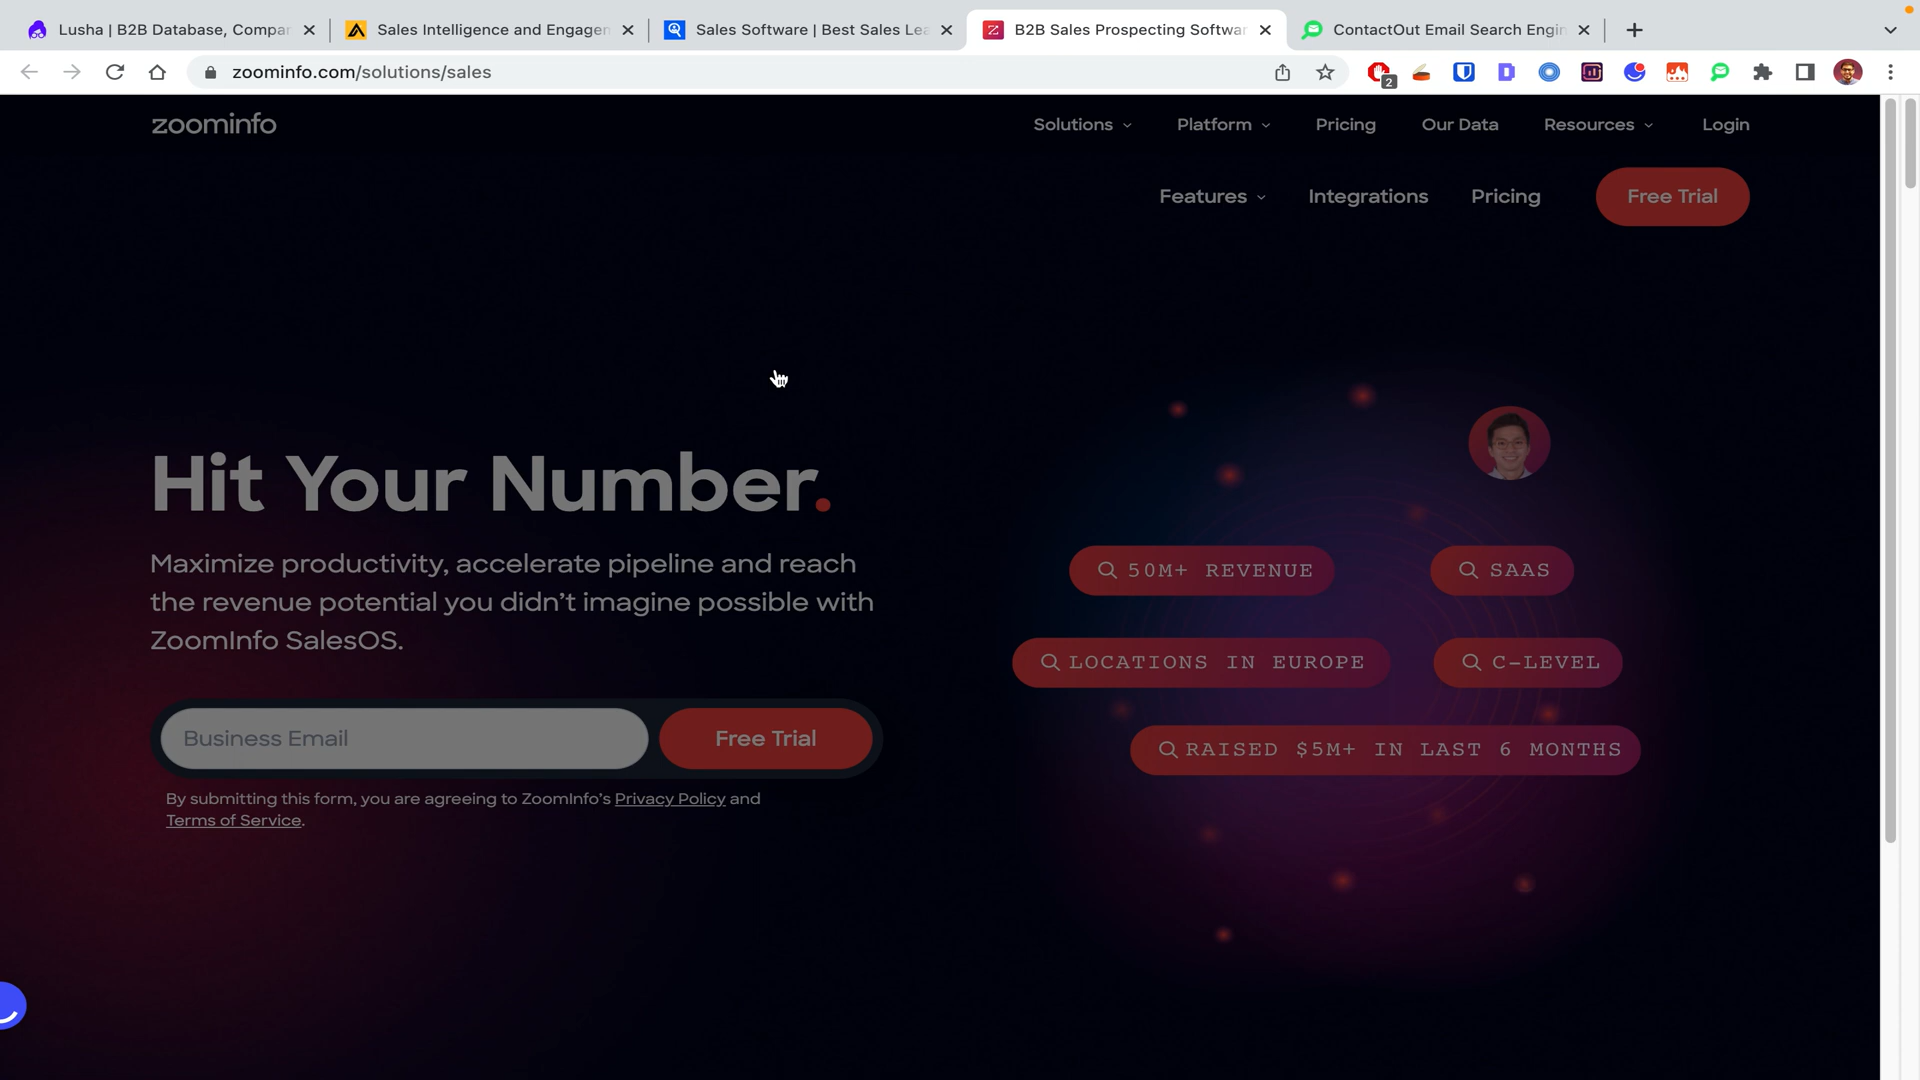 Lusha | B2B Database, Compar
Sales Intelligence and Engagen
Sales Software | Best Sales Lea
B2B Sales Prospecting Softwar
ContactOut Email Search Engin
zoominfo.com/solutions/sales
2
zoominfo
Solutions
Platform
Pricing
Our Data
Resources
Login
Features
Integrations
Pricing
Free Trial
Hit Your Number.
Maximize productivity, accelerate pipeline and reach
the revenue potential you didn’t imagine possible with
ZoomInfo SalesOS.
Business Email
Free Trial
By submitting this form, you are agreeing to ZoomInfo’s Privacy Policy and
Terms of Service.
50M+ REVENUE
SAAS
LOCATIONS IN EUROPE
C-LEVEL
RAISED $5M+ IN LAST 6 MONTHS